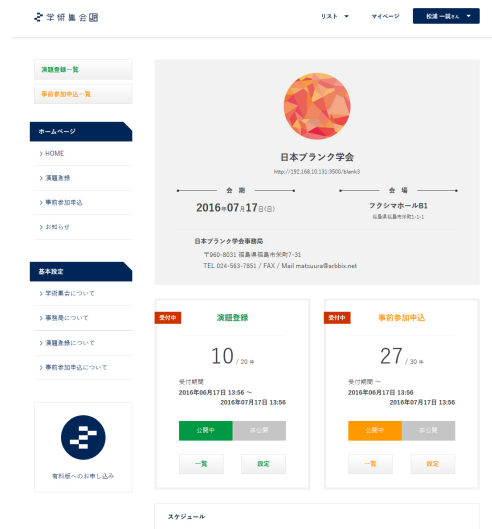 学術集会
リスト ▼
マイページ
松浦 一誠さん ▼
演題登録一覧
事前参加申込一覧
ホームページ
> HOME
> 演題登録
> 事前参加申込
> お知らせ
基本設定
> 学術集会について
> 事務局について
> 演題登録について
> 事前参加申込について
有料版へのお申し込み
日本ブランク学会
http://192.168.10.131:3500/blank3
会 期
2016年07月17日(日)
会 場
フクシマホールB1
福島県福島市栄町1-1-1
日本ブランク学会事務局
〒960-8031 福島県福島市栄町7-31
TEL 024-563-7851 / FAX / Mail matsuura@arbbix.net
受付中
演題登録
10 / 20 件
受付期間
2016年06月17日 13:56 〜
2016年07月17日 13:56
公開中
非公開
一覧
設定
受付中
事前参加申込
27 / 30 件
受付期間 〜
2016年06月17日 13:56
2016年07月17日 13:56
公開中
非公開
一覧
設定
スケジュール